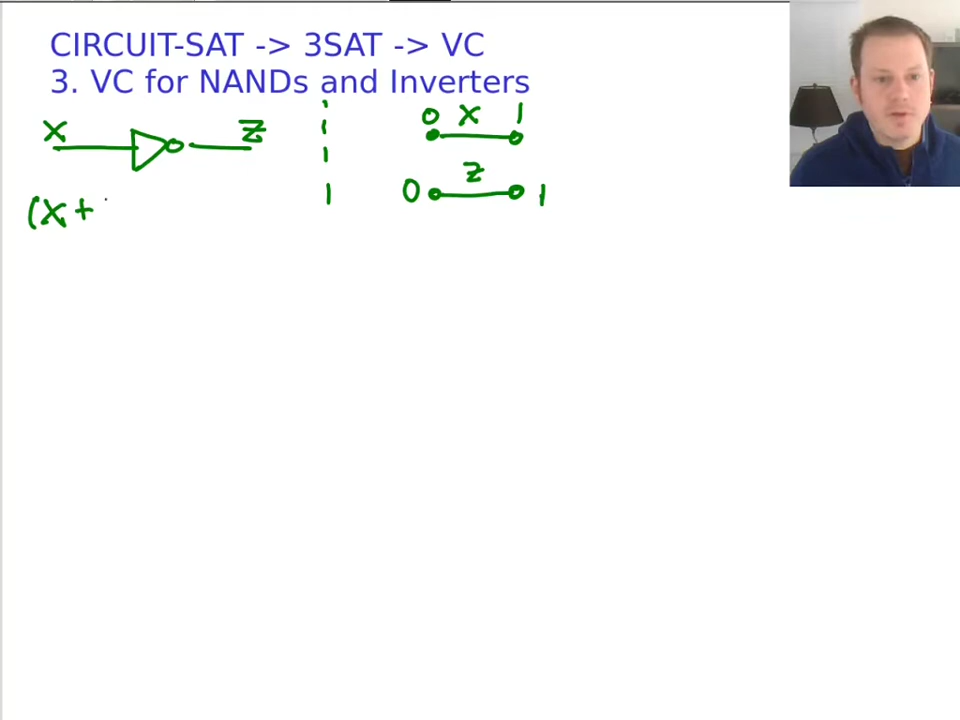 CIRCUIT-SAT -> 3SAT -> VC
3. VC for NANDs and Inverters
X Z
0 X 1
Z
0 1
(X +